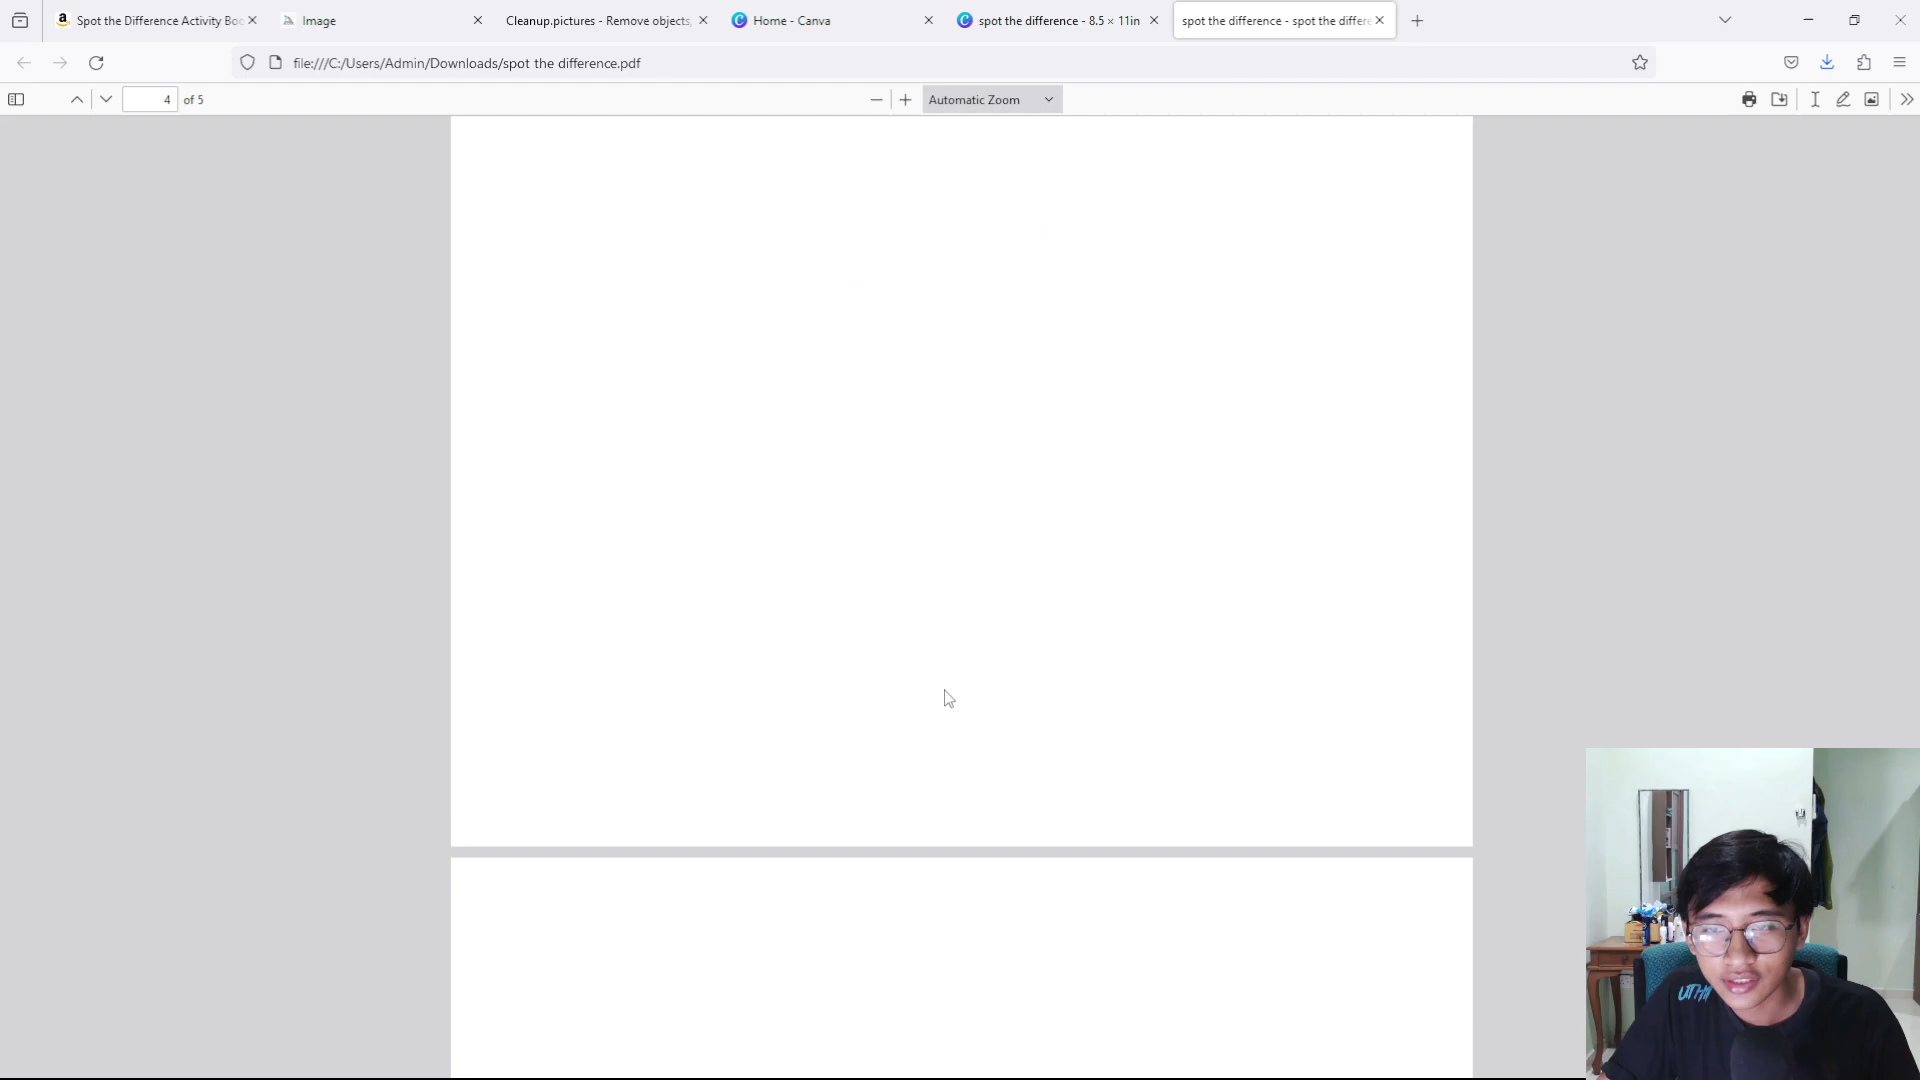 Spot the Difference Activity Boo
Image
Cleanup.pictures - Remove objects,
Home - Canva
spot the difference - 8.5 × 11in
spot the difference - spot the differe
file:///C:/Users/Admin/Downloads/spot the difference.pdf
4 of 5
Automatic Zoom